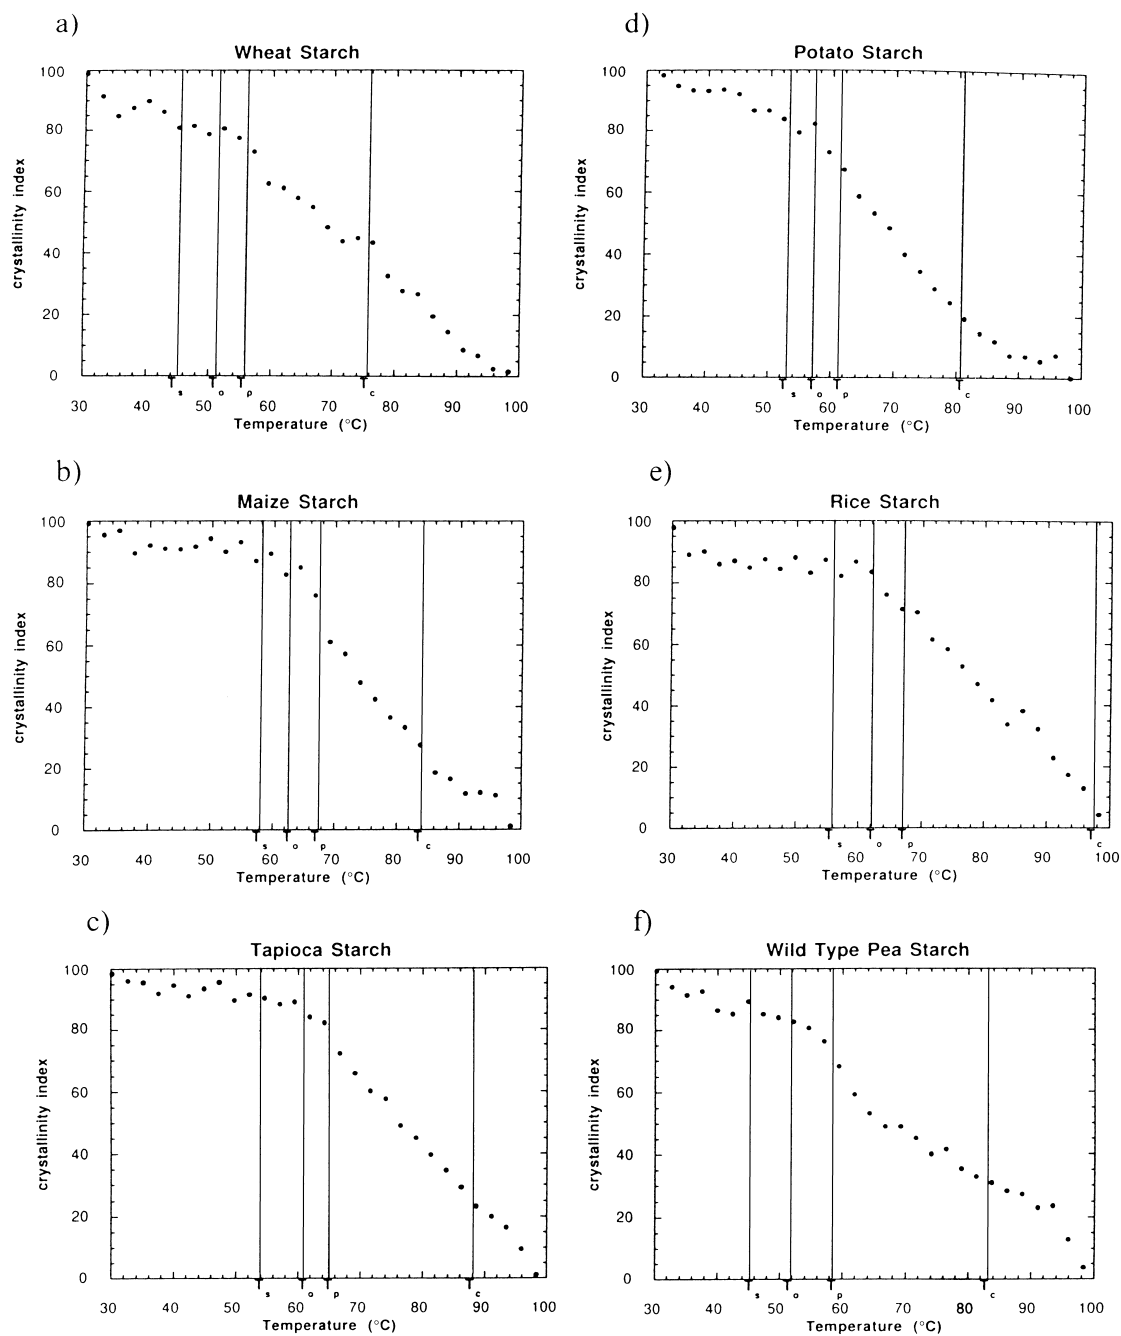 a)
Wheat Starch
100
80
60
40
20
0
crystallinity index
s o p c
30 40 50 60 70 80 90 100
Temperature (°C)
d)
Potato Starch
100
80
60
40
20
0
crystallinity index
s o p c
30 40 50 60 70 80 90 100
Temperature (°C)
b)
Maize Starch
100
80
60
40
20
0
crystallinity index
s o p c
30 40 50 60 70 80 90 100
Temperature (°C)
e)
Rice Starch
100
80
60
40
20
0
crystallinity index
s o p c
30 40 50 60 70 80 90 100
Temperature (°C)
c)
Tapioca Starch
100
80
60
40
20
0
crystallinity index
s o p c
30 40 50 60 70 80 90 100
Temperature (°C)
f)
Wild Type Pea Starch
100
80
60
40
20
0
crystallinity index
s o p c
30 40 50 60 70 80 90 100
Temperature (°C)